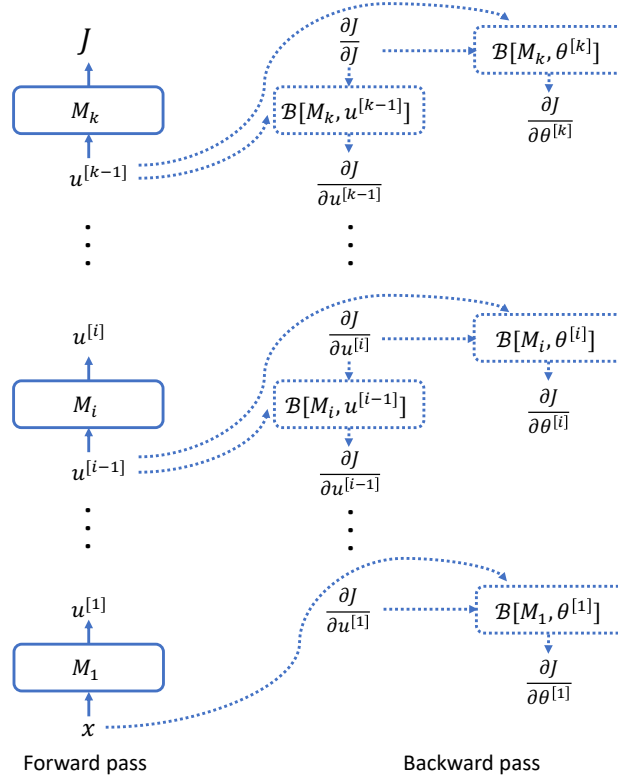 J
∂J/∂J
ℬ[M_k, θ^{[k]}]
M_k
ℬ[M_k, u^{[k−1]}]
∂J/∂θ^{[k]}
u^{[k−1]}
∂J/∂u^{[k−1]}
u^{[i]}
∂J/∂u^{[i]}
ℬ[M_i, θ^{[i]}]
M_i
ℬ[M_i, u^{[i−1]}]
∂J/∂θ^{[i]}
u^{[i−1]}
∂J/∂u^{[i−1]}
u^{[1]}
∂J/∂u^{[1]}
ℬ[M_1, θ^{[1]}]
M_1
∂J/∂θ^{[1]}
x
Forward pass
Backward pass